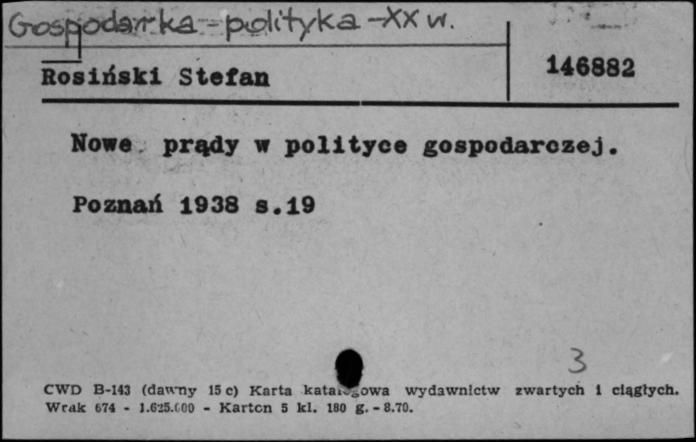 Gospodarka - polityka - XX w.
Rosiński Stefan
146882
Nowe prądy w polityce gospodarczej.
Poznań 1938 s.19
3
CWD B-143 (dawny 15 c) Karta katalogowa wydawnictw zwartych i ciągłych.
Wrak 674 - 1.625.000 - Karton 5 kl. 180 g. - 8.70.